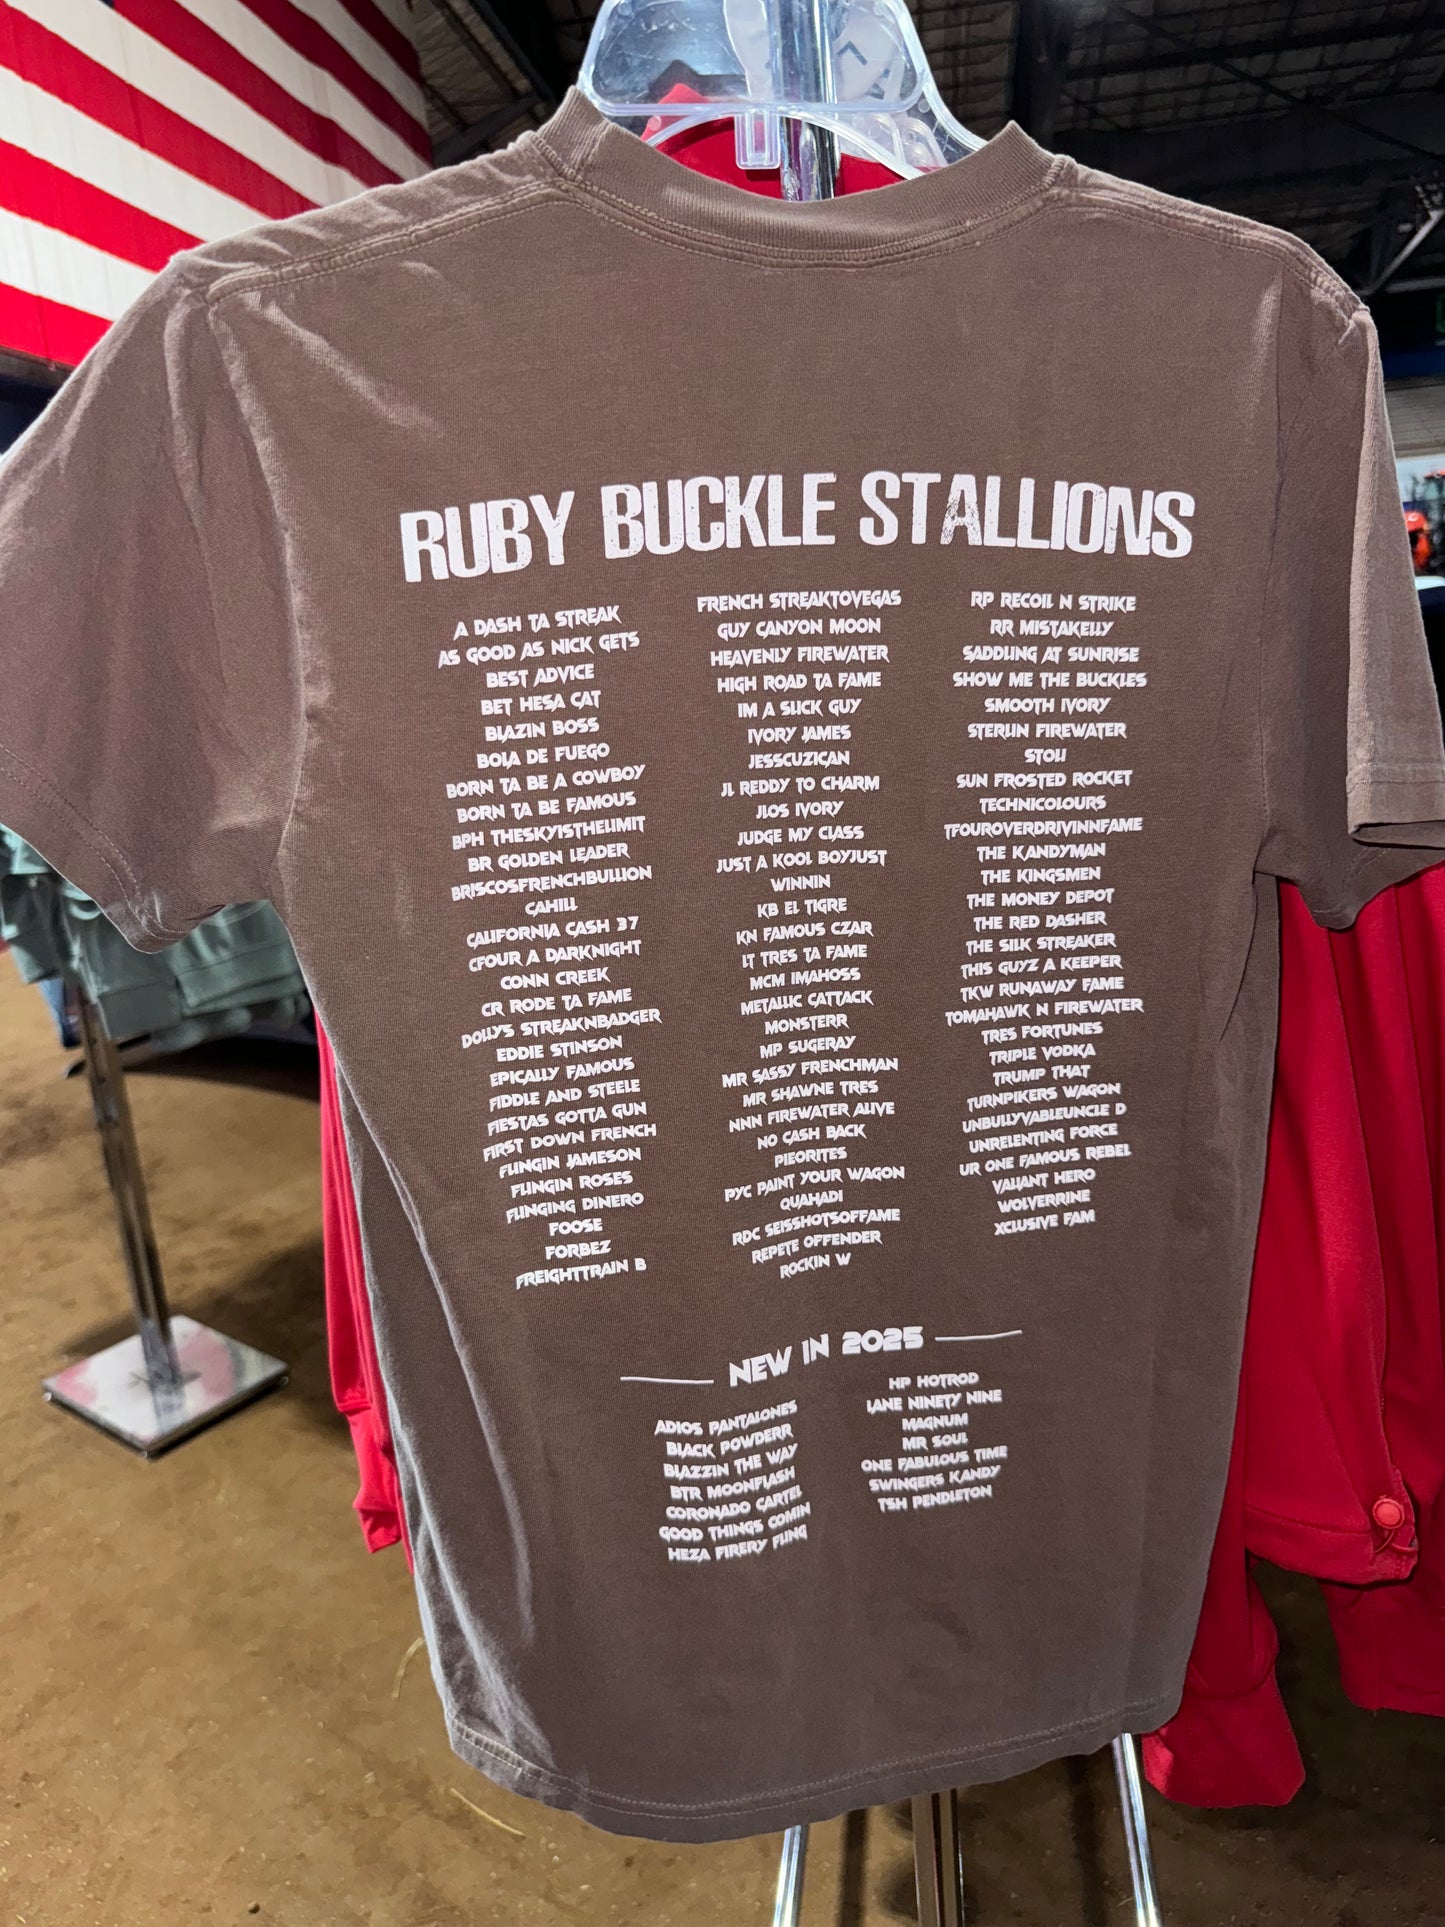 RUBY BUCKLE STALLIONS
A DASH TA STREAK
AS GOOD AS NICK GETS
BEST ADVICE
BET HESA CAT
BLAZIN BOSS
BOLA DE FUEGO
BORN TA BE A COWBOY
BORN TA BE FAMOUS
BPH THESKYISTHELIMIT
BR GOLDEN LEADER
BRISCOSFRENCHBULLION
CAHILL
CALIFORNIA CASH 37
CFOUR A DARKNIGHT
CONN CREEK
CR RODE TA FAME
DOLLY'S STREAKNBADGER
EDDIE STINSON
EPICALLY FAMOUS
FIDDLE AND STEELE
FIESTAS GOTTA GUN
FIRST DOWN FRENCH
FLINGIN JAMESON
FLINGIN ROSES
FLINGING DINERO
FOOSE
FORBEZ
FREIGHTTRAIN B
FRENCH STREAKTOVEGAS
GUY CANYON MOON
HEAVENLY FIREWATER
HIGH ROAD TA FAME
IM A SLICK GUY
IVORY JAMES
JESSCUZICAN
JL REDDY TO CHARM
JLOS IVORY
JUDGE MY CLASS
JUST A KOOL BOYJUST
WINNIN
KB EL TIGRE
KN FAMOUS CZAR
LT TRES TA FAME
MCM IMAHOSS
METALLIC CATTACK
MONSTERR
MP SUGERAY
MR SASSY FRENCHMAN
MR SHAWNE TRES
NNN FIREWATER ALIVE
NO CASH BACK
PIEORITES
PYC PAINT YOUR WAGON
QUAHADI
RDC SEISSHOTSOFFAME
REPETE OFFENDER
ROCKIN W
RP RECOIL N STRIKE
RR MISTAKELLY
SADDLING AT SUNRISE
SHOW ME THE BUCKLES
SMOOTH IVORY
STERLIN FIREWATER
STOLI
SUN FROSTED ROCKET
TECHNICOLOURS
TFOUROVERDRIVINNFAME
THE KANDYMAN
THE KINGSMEN
THE MONEY DEPOT
THE RED DASHER
THE SILK STREAKER
THIS GUYZ A KEEPER
TKW RUNAWAY FAME
TOMAHAWK N FIREWATER
TRES FORTUNES
TRIPLE VODKA
TRUMP THAT
TURNPIKERS WAGON
UNBULLYVABLEUNCLE D
UNRELENTING FORCE
UR ONE FAMOUS REBEL
VALIANT HERO
WOLVERRINE
XCLUSIVE FAM
NEW IN 2025
ADIOS PANTALONES
BLACK POWDERR
BLAZZIN THE WAY
BTR MOONFLASH
CORONADO CARTEL
GOOD THINGS COMIN
HEZA FIRERY FLING
HP HOTROD
LANE NINETY NINE
MAGNUM
MR SOUL
ONE FABULOUS TIME
SWINGERS KANDY
TSH PENDLETON